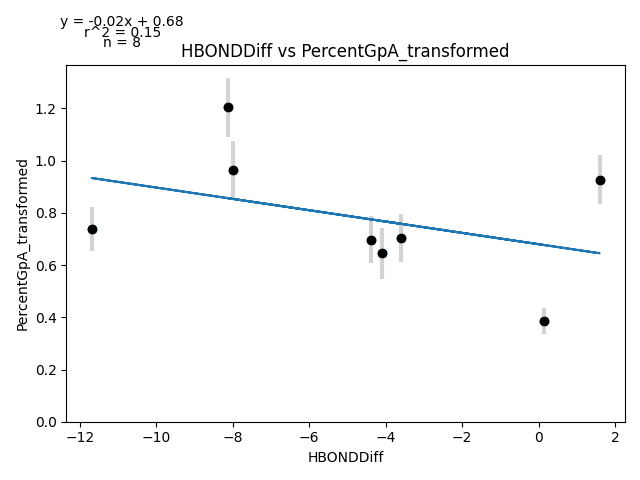 y = -0.02x + 0.68
r^2 = 0.15
n = 8
HBONDDiff vs PercentGpA_transformed
PercentGpA_transformed
1.2
1.0
0.8
0.6
0.4
0.2
0.0
−12 −10 −8 −6 −4 −2 0 2
HBONDDiff